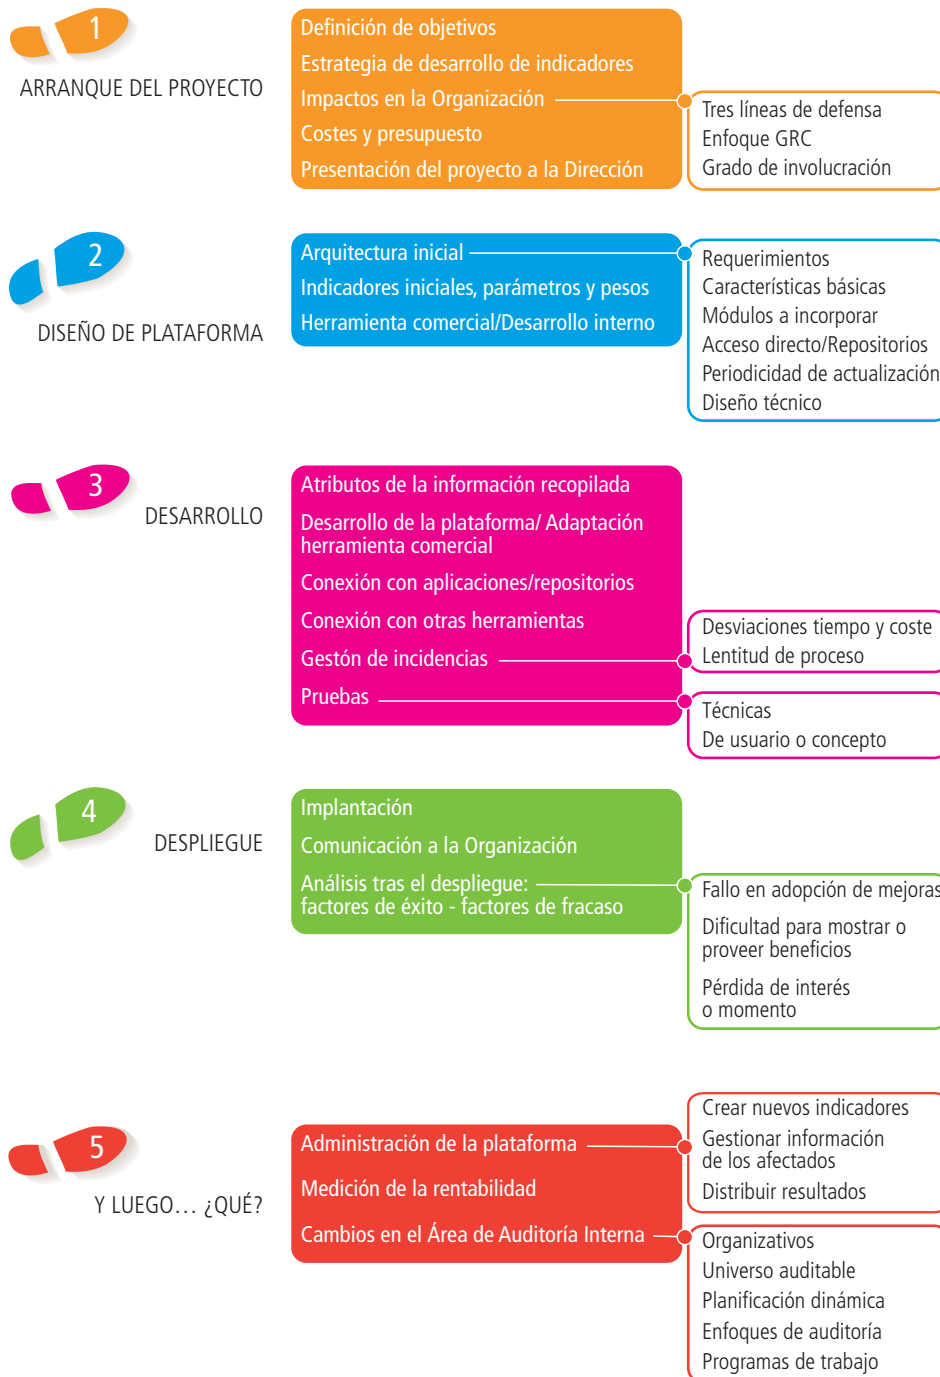 1
ARRANQUE DEL PROYECTO
Definición de objetivos
Estrategia de desarrollo de indicadores
Impactos en la Organización
Costes y presupuesto
Presentación del proyecto a la Dirección
Tres líneas de defensa
Enfoque GRC
Grado de involucración
2
DISEÑO DE PLATAFORMA
Arquitectura inicial
Indicadores iniciales, parámetros y pesos
Herramienta comercial/Desarrollo interno
Requerimientos
Características básicas
Módulos a incorporar
Acceso directo/Repositorios
Periodicidad de actualización
Diseño técnico
3
DESARROLLO
Atributos de la información recopilada
Desarrollo de la plataforma/ Adaptación
herramienta comercial
Conexión con aplicaciones/repositorios
Conexión con otras herramientas
Gestón de incidencias
Pruebas
Desviaciones tiempo y coste
Lentitud de proceso
Técnicas
De usuario o concepto
4
DESPLIEGUE
Implantación
Comunicación a la Organización
Análisis tras el despliegue:
factores de éxito - factores de fracaso
Fallo en adopción de mejoras
Dificultad para mostrar o
proveer beneficios
Pérdida de interés
o momento
5
Y LUEGO… ¿QUÉ?
Administración de la plataforma
Medición de la rentabilidad
Cambios en el Área de Auditoría Interna
Crear nuevos indicadores
Gestionar información
de los afectados
Distribuir resultados
Organizativos
Universo auditable
Planificación dinámica
Enfoques de auditoría
Programas de trabajo